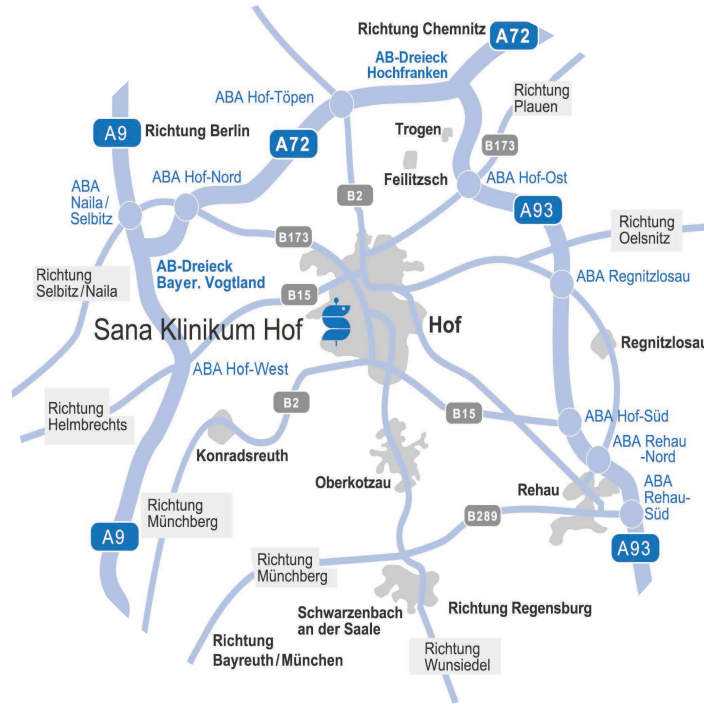 Richtung Chemnitz
A72
AB-Dreieck
Hochfranken
ABA Hof-Töpen
Richtung
Plauen
A9
Richtung Berlin
A72
Trogen
B173
Feilitzsch
ABA
Naila/
Selbitz
ABA Hof-Nord
B2
ABA Hof-Ost
A93
Richtung
Oelsnitz
B173
Richtung
Selbitz/Naila
AB-Dreieck
Bayer. Vogtland
B15
ABA Regnitzlosau
Sana Klinikum Hof
Hof
Regnitzlosau
ABA Hof-West
Richtung
Helmbrechts
B2
B15
ABA Hof-Süd
Konradsreuth
ABA Rehau
-Nord
Oberkotzau
Rehau
ABA
Rehau-
Süd
Richtung
Münchberg
B289
A9
A93
Richtung
Münchberg
Schwarzenbach
an der Saale
Richtung Regensburg
Richtung
Bayreuth/München
Richtung
Wunsiedel